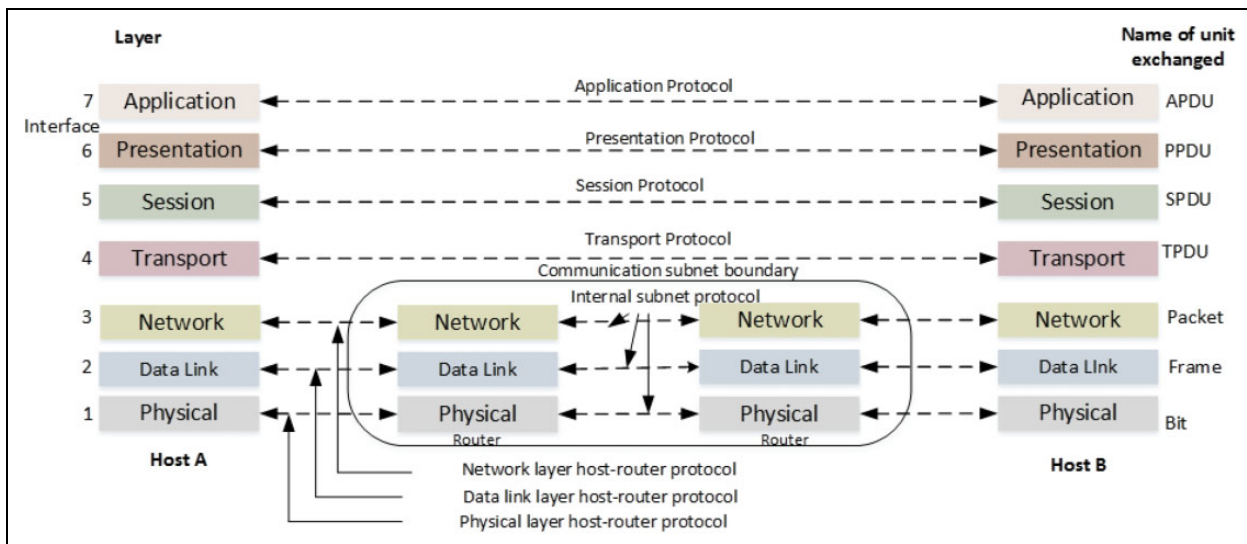 Layer
Name of unit
exchanged
7 Application Application Protocol Application APDU
Interface
6 Presentation Presentation Protocol Presentation PPDU
5 Session Session Protocol Session SPDU
4 Transport Transport Protocol Transport TPDU
Communication subnet boundary
Internal subnet protocol
3 Network Network Network Network Packet
2 Data Link Data Link Data Link Data LInk Frame
1 Physical Physical Physical Physical Bit
Router Router
Host A Host B
Network layer host-router protocol
Data link layer host-router protocol
Physical layer host-router protocol